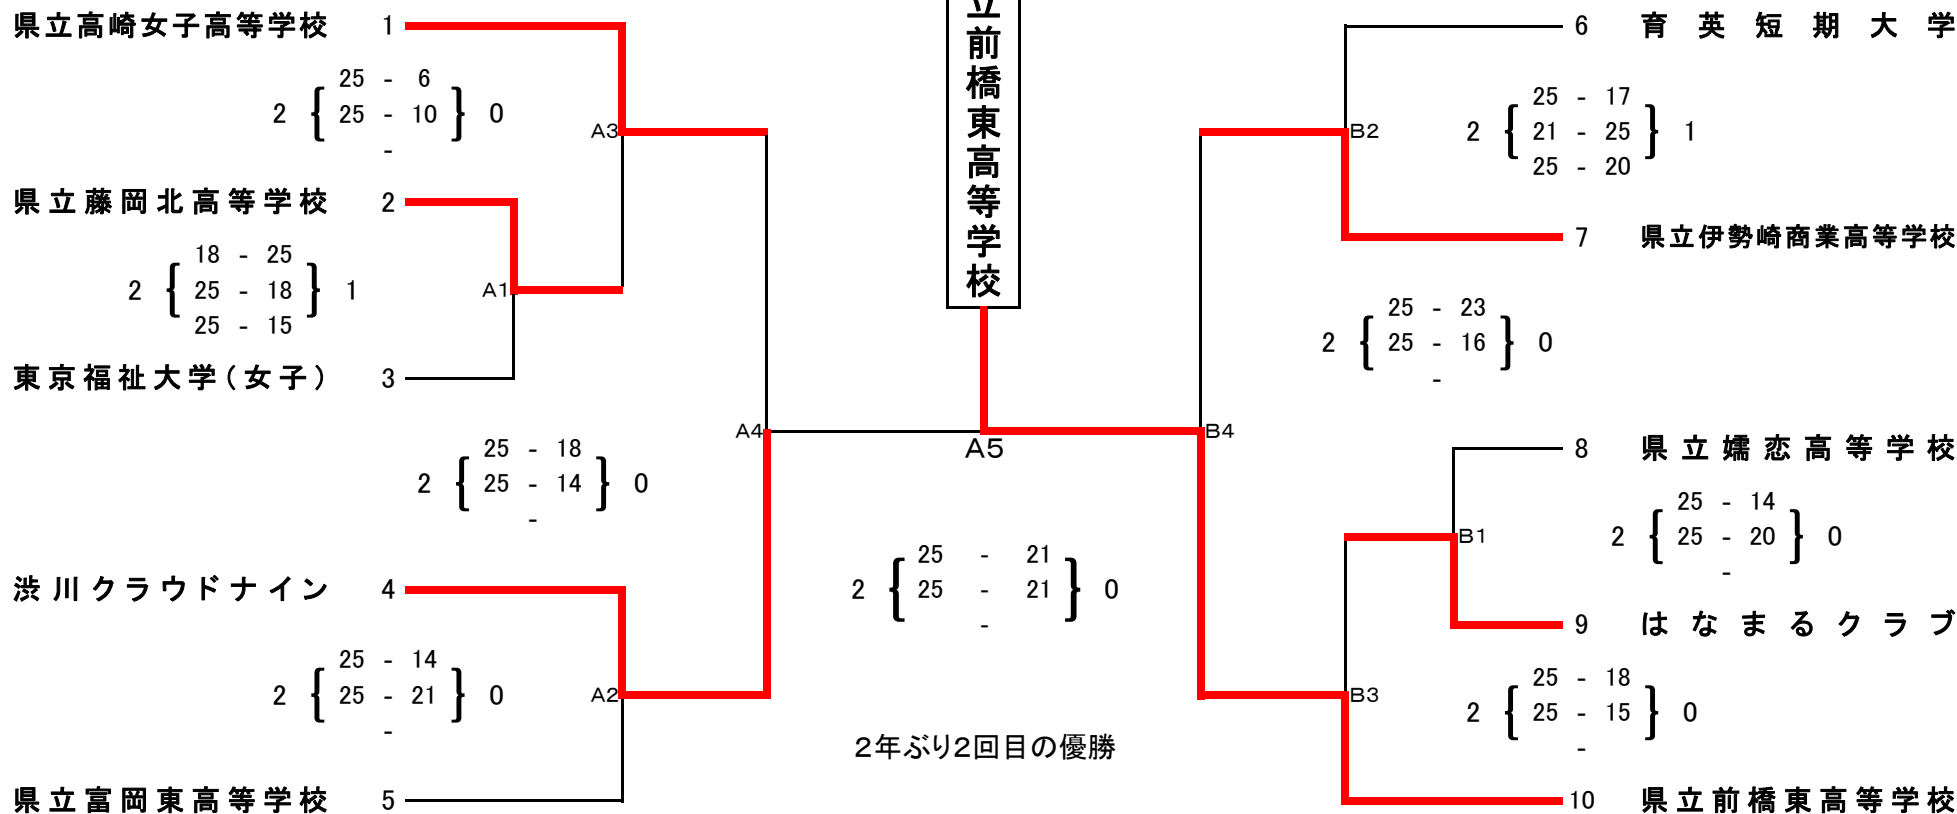 県立高崎女子高等学校 1
25 - 6
2 { 25 - 10 } 0
-
A3
県立藤岡北高等学校 2
18 - 25
2 { 25 - 18 } 1
25 - 15
A1
東京福祉大学(女子) 3
25 - 18
2 { 25 - 14 } 0
-
A4
渋川クラウドナイン 4
25 - 14
2 { 25 - 21 } 0
-
A2
県立富岡東高等学校 5
立前橋東高等学校
A5
25 - 21
2 { 25 - 21 } 0
-
2年ぶり2回目の優勝
6 育英短期大学
25 - 17
2 { 21 - 25 } 1
25 - 20
B2
7 県立伊勢崎商業高等学校
25 - 23
2 { 25 - 16 } 0
-
B4
8 県立嬬恋高等学校
25 - 14
2 { 25 - 20 } 0
-
B1
9 はなまるクラブ
25 - 18
2 { 25 - 15 } 0
-
B3
10 県立前橋東高等学校